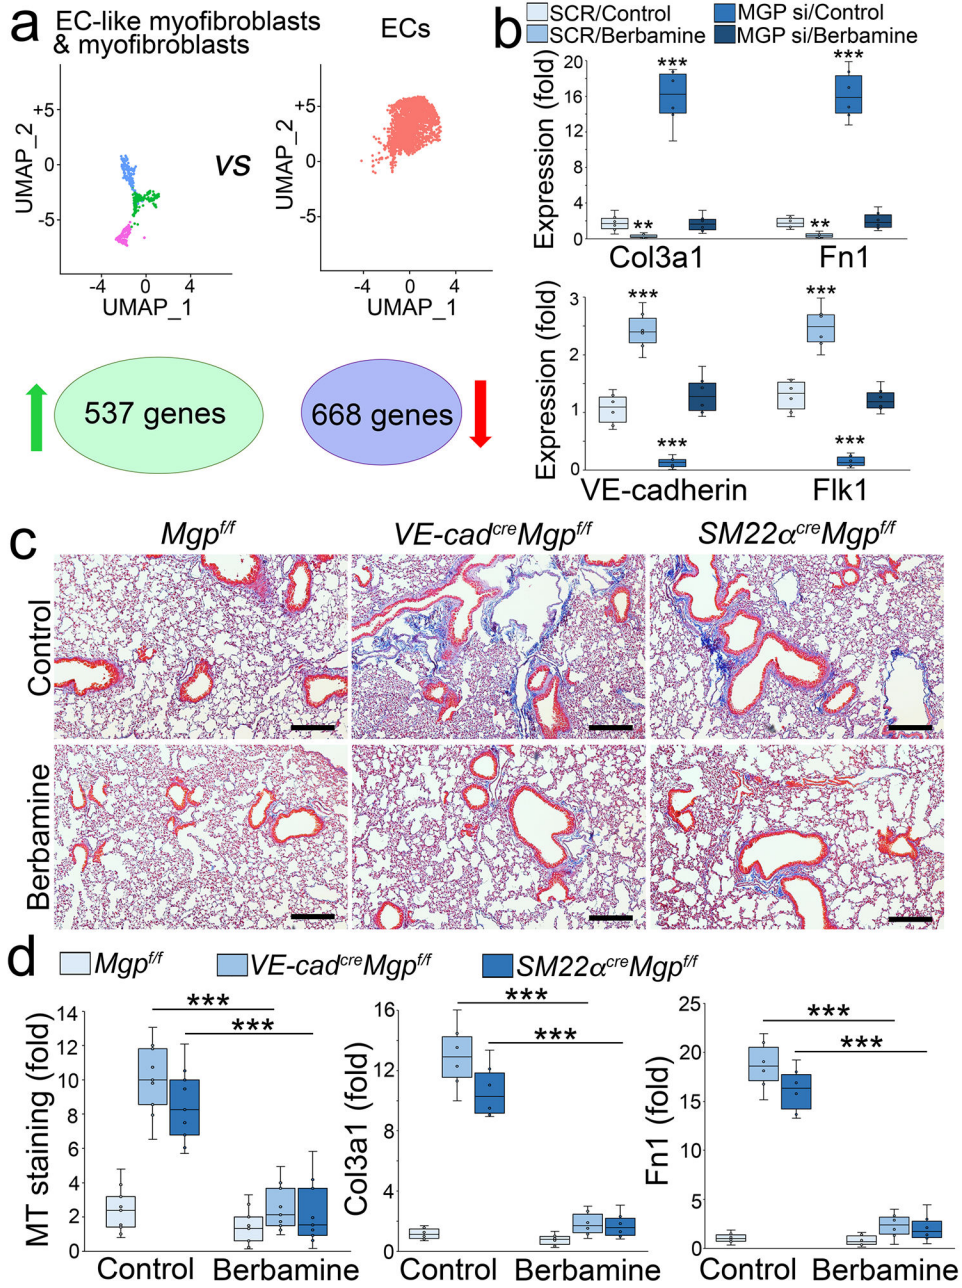 a
EC-like myofibroblasts
& myofibroblasts
ECs
UMAP_2
+5
0
-5
-4 0 4
UMAP_1
vs
UMAP_2
+5
0
-5
-4 0 4
UMAP_1
537 genes
668 genes
b
SCR/Control
MGP si/Control
SCR/Berbamine
MGP si/Berbamine
Expression (fold)
20
16
12
8
4
0
***
***
**
**
Col3a1
Fn1
Expression (fold)
3
2
1
0
***
***
***
***
VE-cadherin
Flk1
c
Mgpf/f
VE-cadcreMgpf/f
SM22αcreMgpf/f
Control
Berbamine
d
Mgpf/f
VE-cadcreMgpf/f
SM22αcreMgpf/f
MT staining (fold)
14
12
10
8
6
4
2
0
***
***
Control
Berbamine
Col3a1 (fold)
16
12
8
4
0
***
***
Control
Berbamine
Fn1 (fold)
25
20
15
10
5
0
***
***
Control
Berbamine